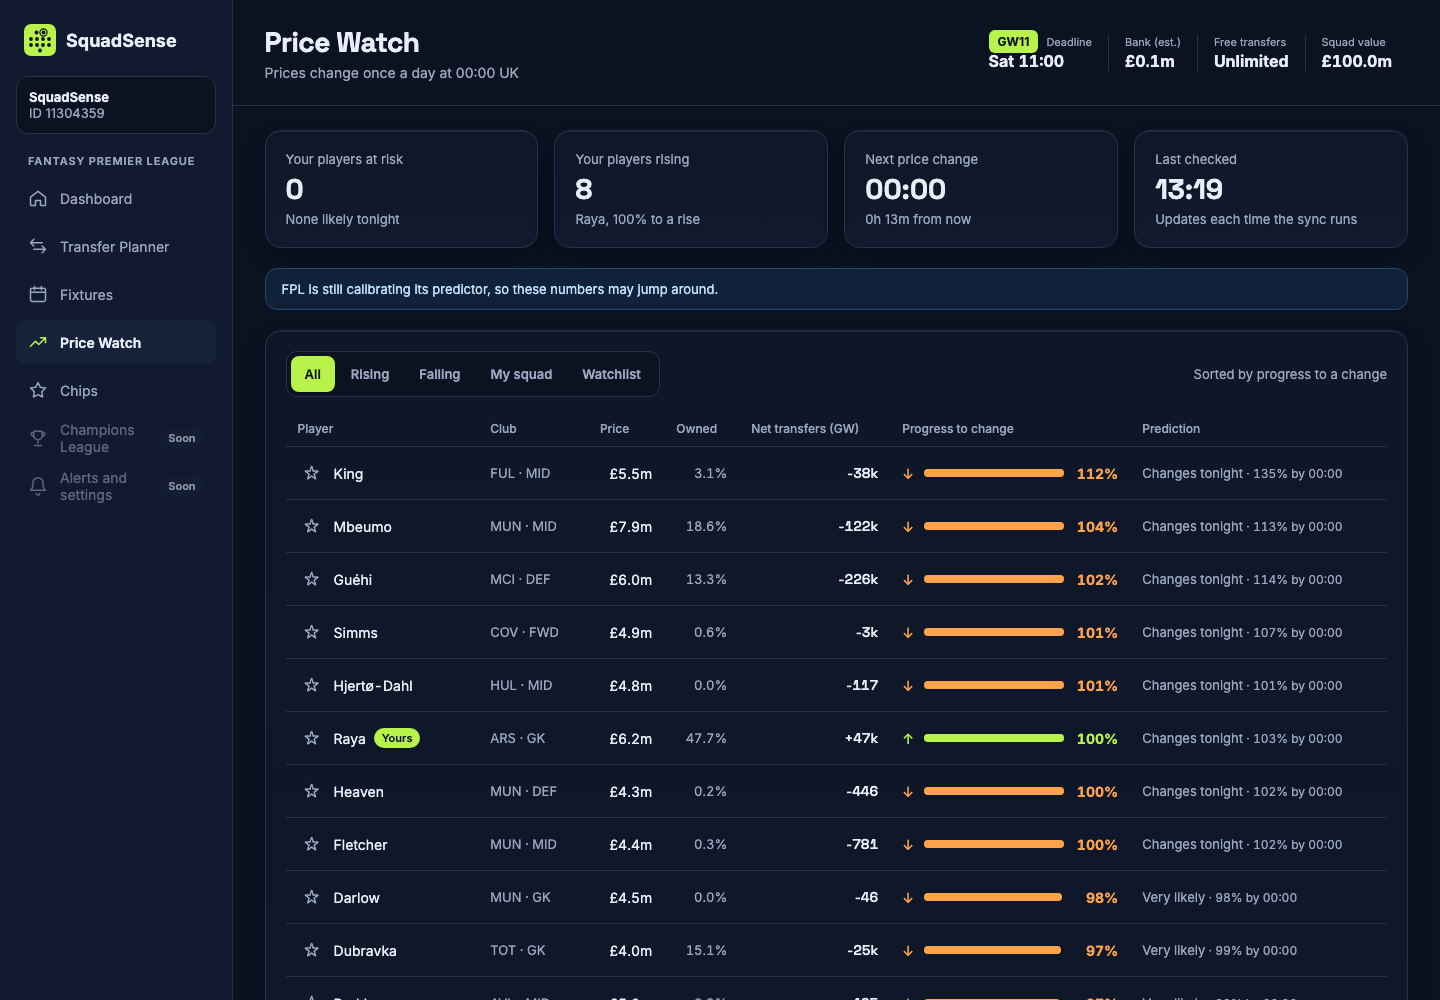 SquadSense
SquadSense
ID 11304359
FANTASY PREMIER LEAGUE
Dashboard
Transfer Planner
Fixtures
Price Watch
Chips
Champions League Soon
Alerts and settings Soon
Price Watch
Prices change once a day at 00:00 UK
GW11 Deadline
Sat 11:00
Bank (est.)
£0.1m
Free transfers
Unlimited
Squad value
£100.0m
Your players at risk
0
None likely tonight
Your players rising
8
Raya, 100% to a rise
Next price change
00:00
0h 13m from now
Last checked
13:19
Updates each time the sync runs
FPL is still calibrating its predictor, so these numbers may jump around.
All Rising Falling My squad Watchlist
Sorted by progress to a change
Player Club Price Owned Net transfers (GW) Progress to change Prediction
King FUL · MID £5.5m 3.1% -38k ↓ 112% Changes tonight · 135% by 00:00
Mbeumo MUN · MID £7.9m 18.6% -122k ↓ 104% Changes tonight · 113% by 00:00
Guéhi MCI · DEF £6.0m 13.3% -226k ↓ 102% Changes tonight · 114% by 00:00
Simms COV · FWD £4.9m 0.6% -3k ↓ 101% Changes tonight · 107% by 00:00
Hjertø-Dahl HUL · MID £4.8m 0.0% -117 ↓ 101% Changes tonight · 101% by 00:00
Raya Yours ARS · GK £6.2m 47.7% +47k ↑ 100% Changes tonight · 103% by 00:00
Heaven MUN · DEF £4.3m 0.2% -446 ↓ 100% Changes tonight · 102% by 00:00
Fletcher MUN · MID £4.4m 0.3% -781 ↓ 100% Changes tonight · 102% by 00:00
Darlow MUN · GK £4.5m 0.0% -46 ↓ 98% Very likely · 98% by 00:00
Dubravka TOT · GK £4.0m 15.1% -25k ↓ 97% Very likely · 99% by 00:00